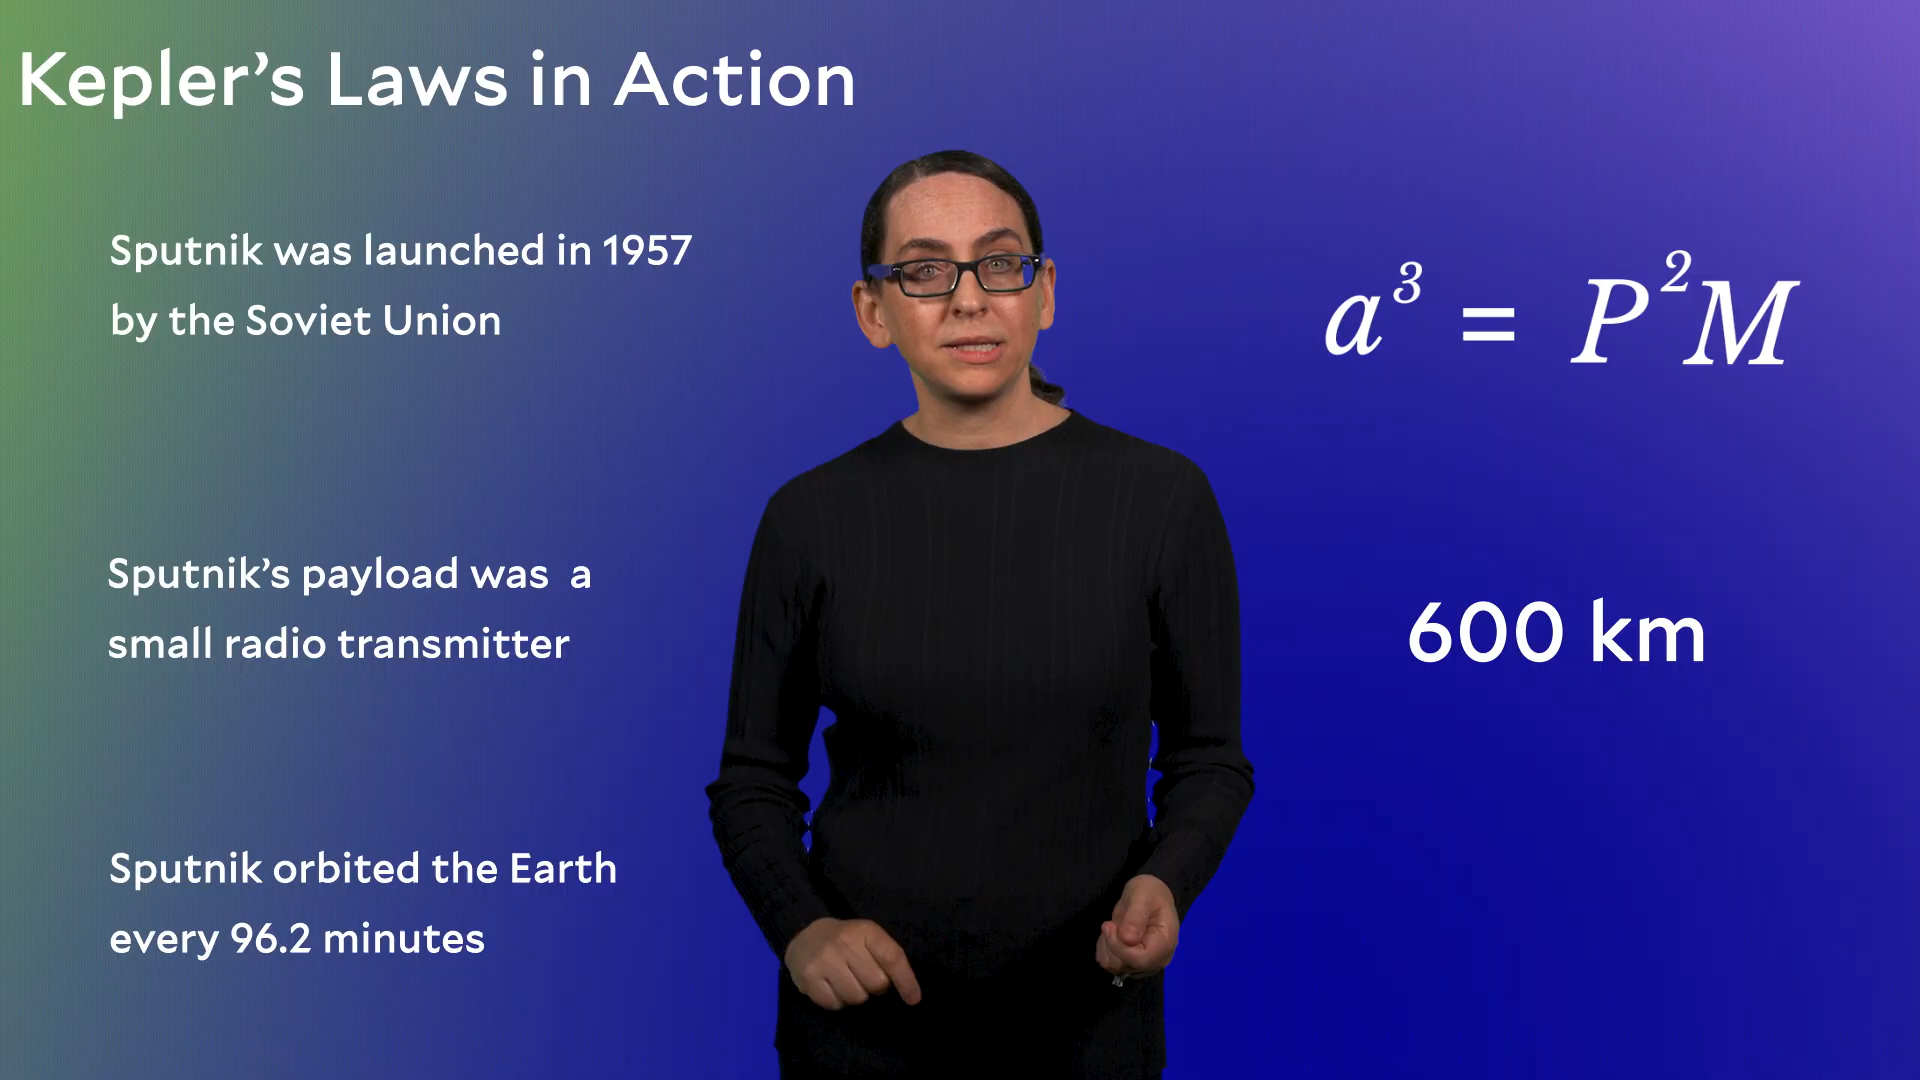 Kepler’s Laws in Action
Sputnik was launched in 1957
by the Soviet Union
a³ = P²M
Sputnik’s payload was a
small radio transmitter
600 km
Sputnik orbited the Earth
every 96.2 minutes